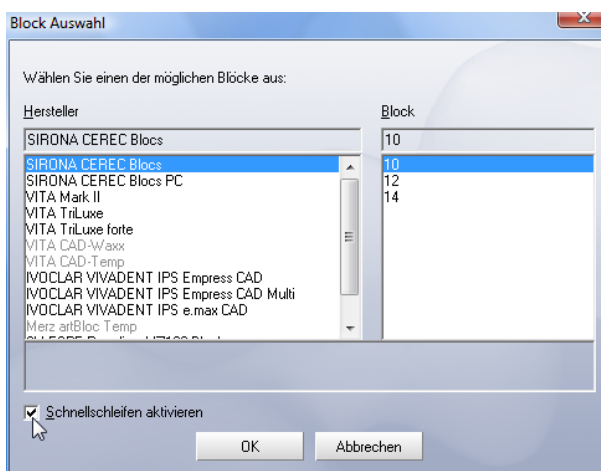 Block Auswahl
Wählen Sie einen der möglichen Blöcke aus:
Hersteller
Block
SIRONA CEREC Blocs
10
SIRONA CEREC Blocs
SIRONA CEREC Blocs PC
VITA Mark II
VITA TriLuxe
VITA TriLuxe forte
VITA CAD-Waxx
VITA CAD-Temp
IVOCLAR VIVADENT IPS Empress CAD
IVOCLAR VIVADENT IPS Empress CAD Multi
IVOCLAR VIVADENT IPS e.max CAD
Merz artBloc Temp
10
12
14
Schnellschleifen aktivieren
OK
Abbrechen